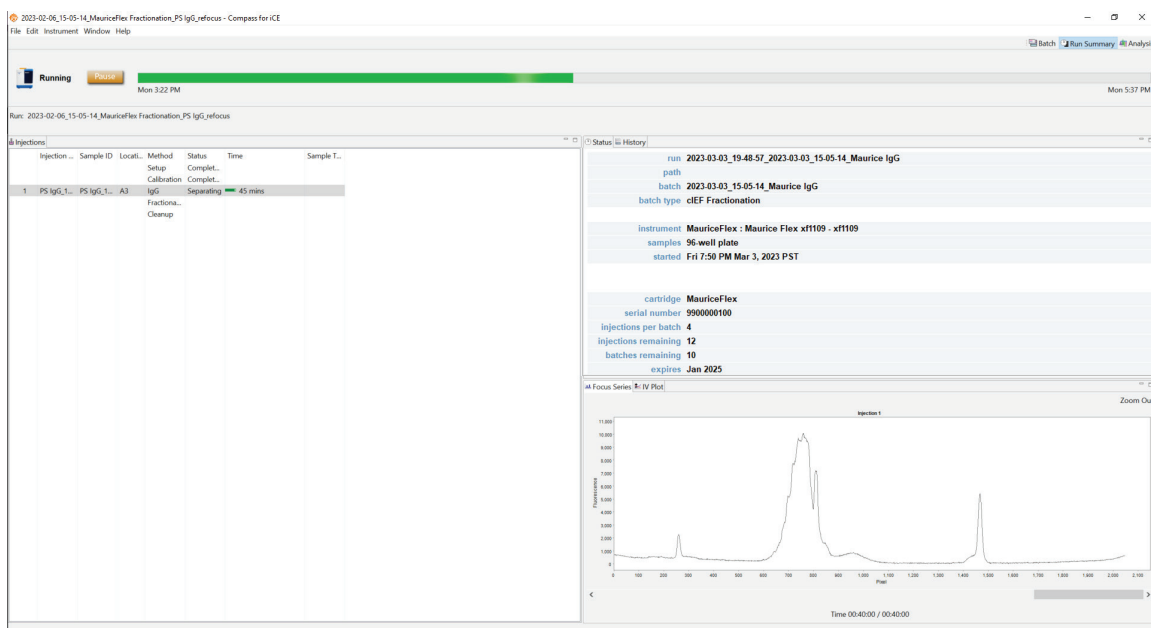 2023-02-06_15-05-14_MauriceFlex Fractionation_PS IgG_refocus - Compass for iCE
File Edit Instrument Window Help
Batch Run Summary Analysi
Running Pause
Mon 3:22 PM Mon 5:37 PM
Run: 2023-02-06_15-05-14_MauriceFlex Fractionation_PS IgG_refocus
Injections
Injection ... Sample ID Locati... Method Status Time Sample T...
Setup Complet...
Calibration Complet...
1 PS IgG_1... PS IgG_1... A3 IgG Separating 45 mins
Fractiona...
Cleanup
Status History
run 2023-03-03_19-48-57_2023-03-03_15-05-14_Maurice IgG
path
batch 2023-03-03_15-05-14_Maurice IgG
batch type cIEF Fractionation
instrument MauriceFlex : Maurice Flex xf1109 - xf1109
samples 96-well plate
started Fri 7:50 PM Mar 3, 2023 PST
cartridge MauriceFlex
serial number 9900000100
injections per batch 4
injections remaining 12
batches remaining 10
expires Jan 2025
Focus Series IV Plot
Zoom Ou
Injection 1
11,000
10,000
9,000
8,000
7,000
6,000
5,000
4,000
3,000
2,000
1,000
0
Fluorescence
0 100 200 300 400 500 600 700 800 900 1,000 1,100 1,200 1,300 1,400 1,500 1,600 1,700 1,800 1,900 2,000 2,100
Pixel
Time 00:40:00 / 00:40:00